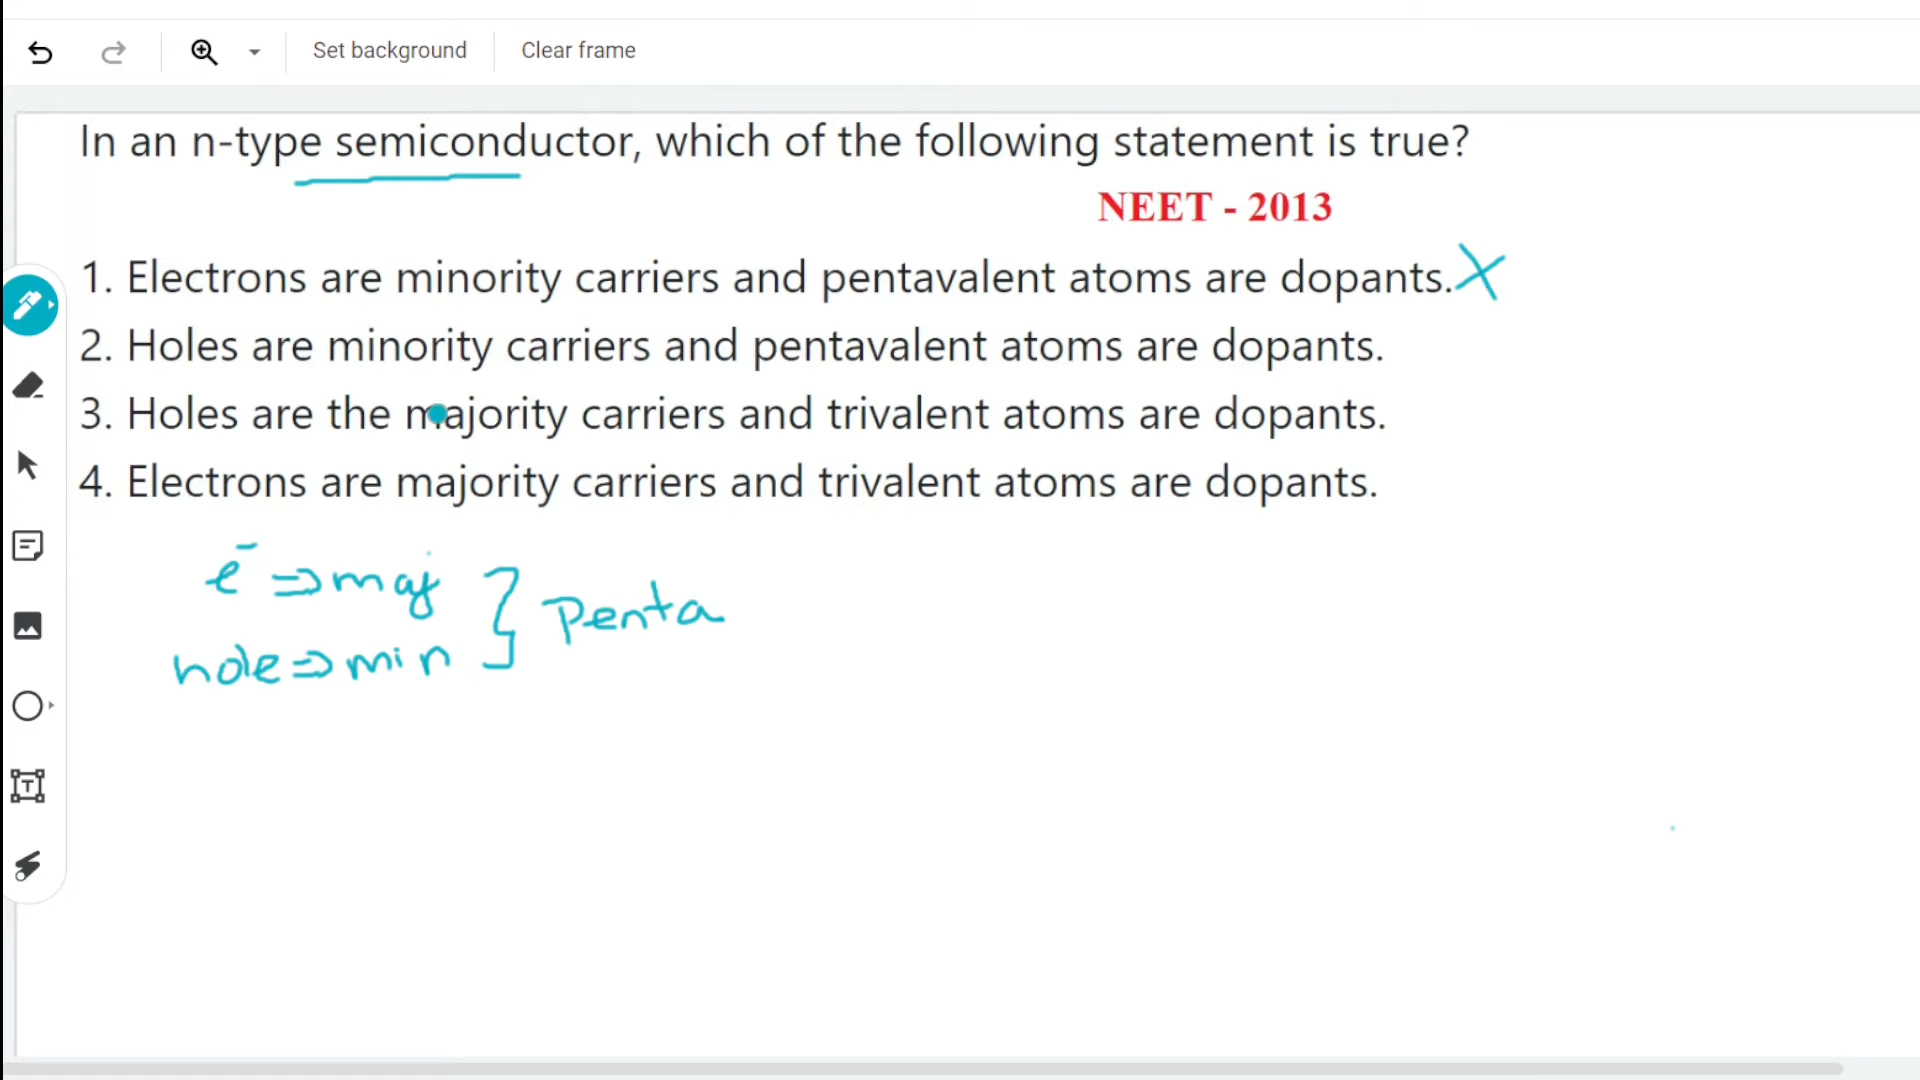 Set background Clear frame
In an n-type semiconductor, which of the following statement is true?
NEET - 2013
1. Electrons are minority carriers and pentavalent atoms are dopants.
2. Holes are minority carriers and pentavalent atoms are dopants.
3. Holes are the majority carriers and trivalent atoms are dopants.
4. Electrons are majority carriers and trivalent atoms are dopants.
e⁻ ⇒ maj
hole ⇒ min
Penta